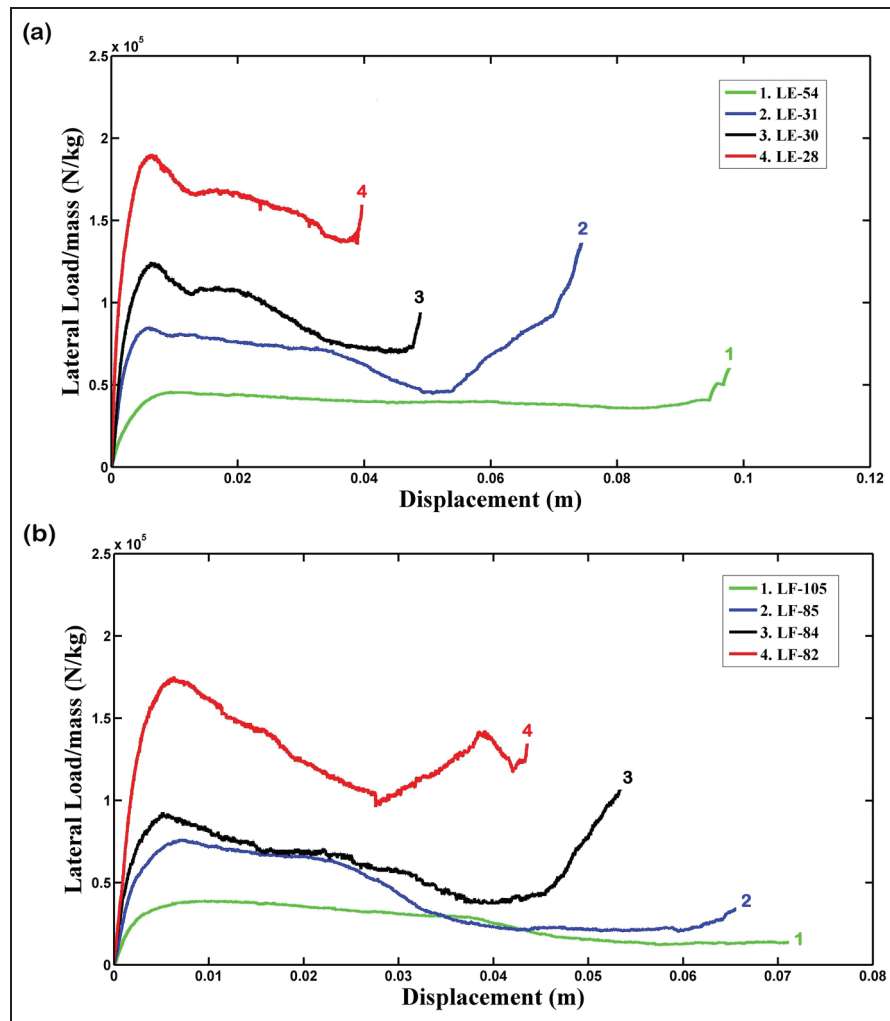 (a)
x 10⁵
2.5
2
1.5
1
0.5
0
Lateral Load/mass (N/kg)
1. LE-54
2. LE-31
3. LE-30
4. LE-28
4
3
2
1
0 0.02 0.04 0.06 0.08 0.1 0.12
Displacement (m)
(b)
x 10⁵
2.5
2
1.5
1
0.5
0
Lateral Load/mass (N/kg)
1. LF-105
2. LF-85
3. LF-84
4. LF-82
4
3
2
1
0 0.01 0.02 0.03 0.04 0.05 0.06 0.07 0.08
Displacement (m)